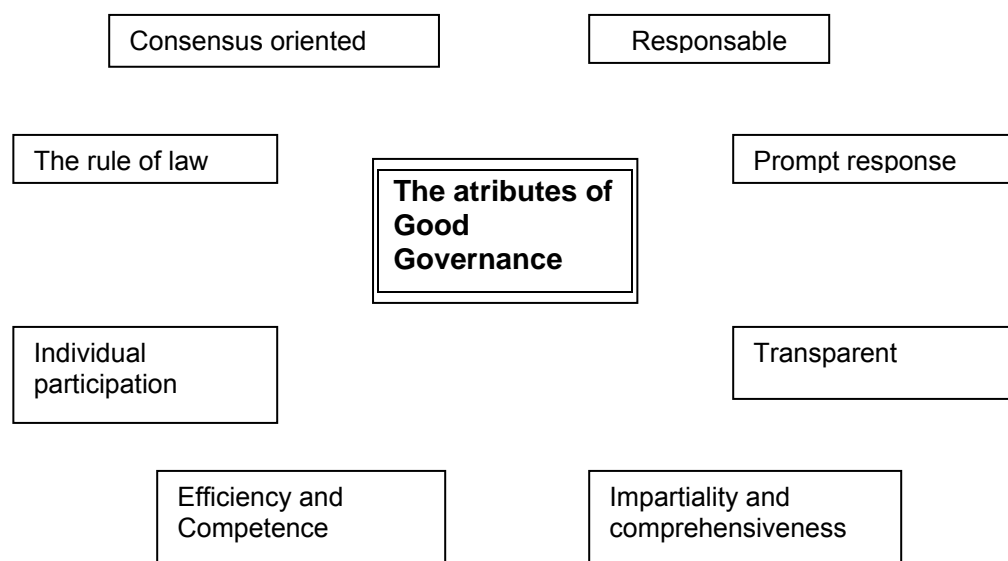 Consensus oriented
Responsable
The rule of law
Prompt response
The atributes of
Good
Governance
Individual
participation
Transparent
Efficiency and
Competence
Impartiality and
comprehensiveness